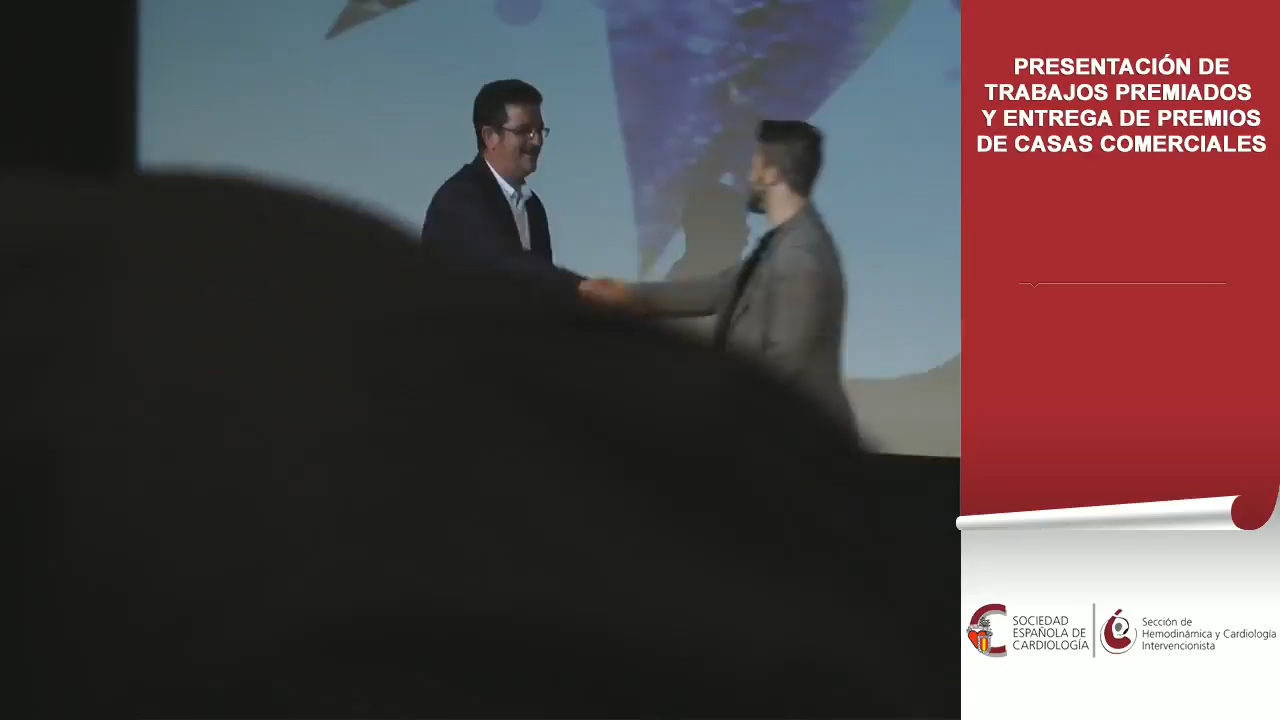 PRESENTACIÓN DE
TRABAJOS PREMIADOS
Y ENTREGA DE PREMIOS
DE CASAS COMERCIALES
SOCIEDAD
ESPAÑOLA DE
CARDIOLOGÍA
Sección de
Hemodinámica y Cardiología
Intervencionista